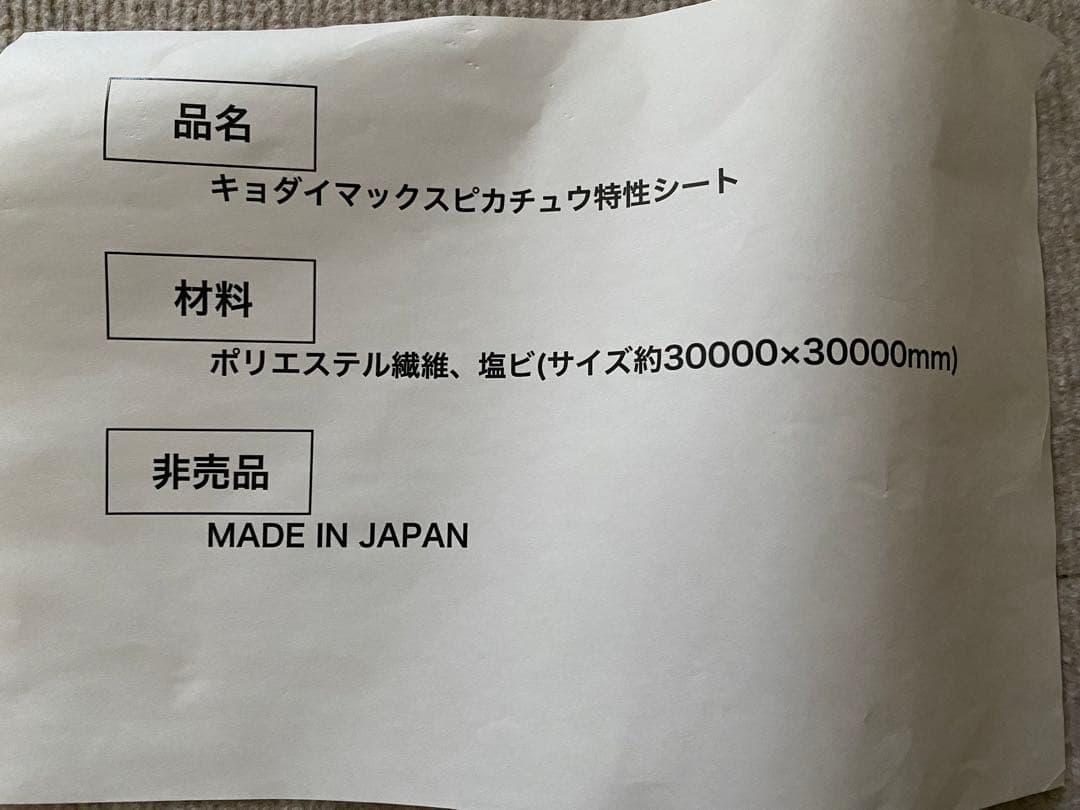 品名
キョダイマックスピカチュウ特性シート
材料
ポリエステル繊維、塩ビ(サイズ約30000×30000mm)
非売品
MADE IN JAPAN